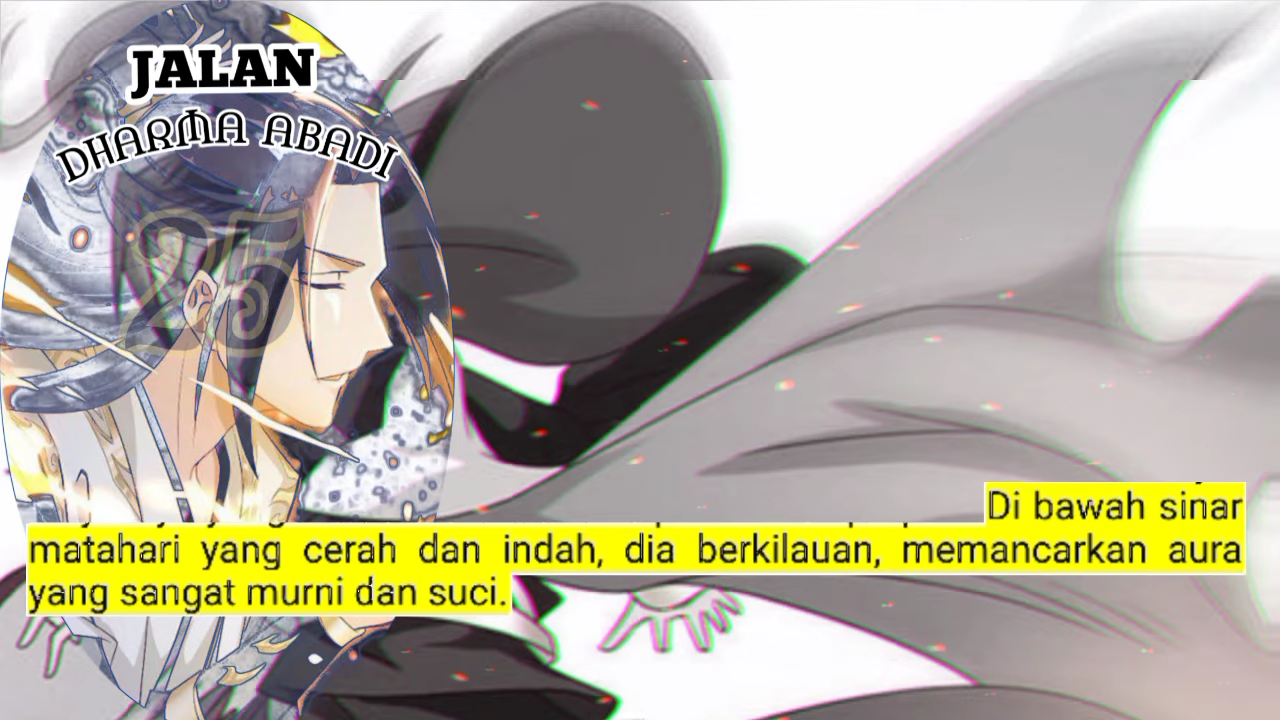 JALAN
DHARMA ABADI
25
Di bawah sinar
matahari yang cerah dan indah, dia berkilauan, memancarkan aura
yang sangat murni dan suci.